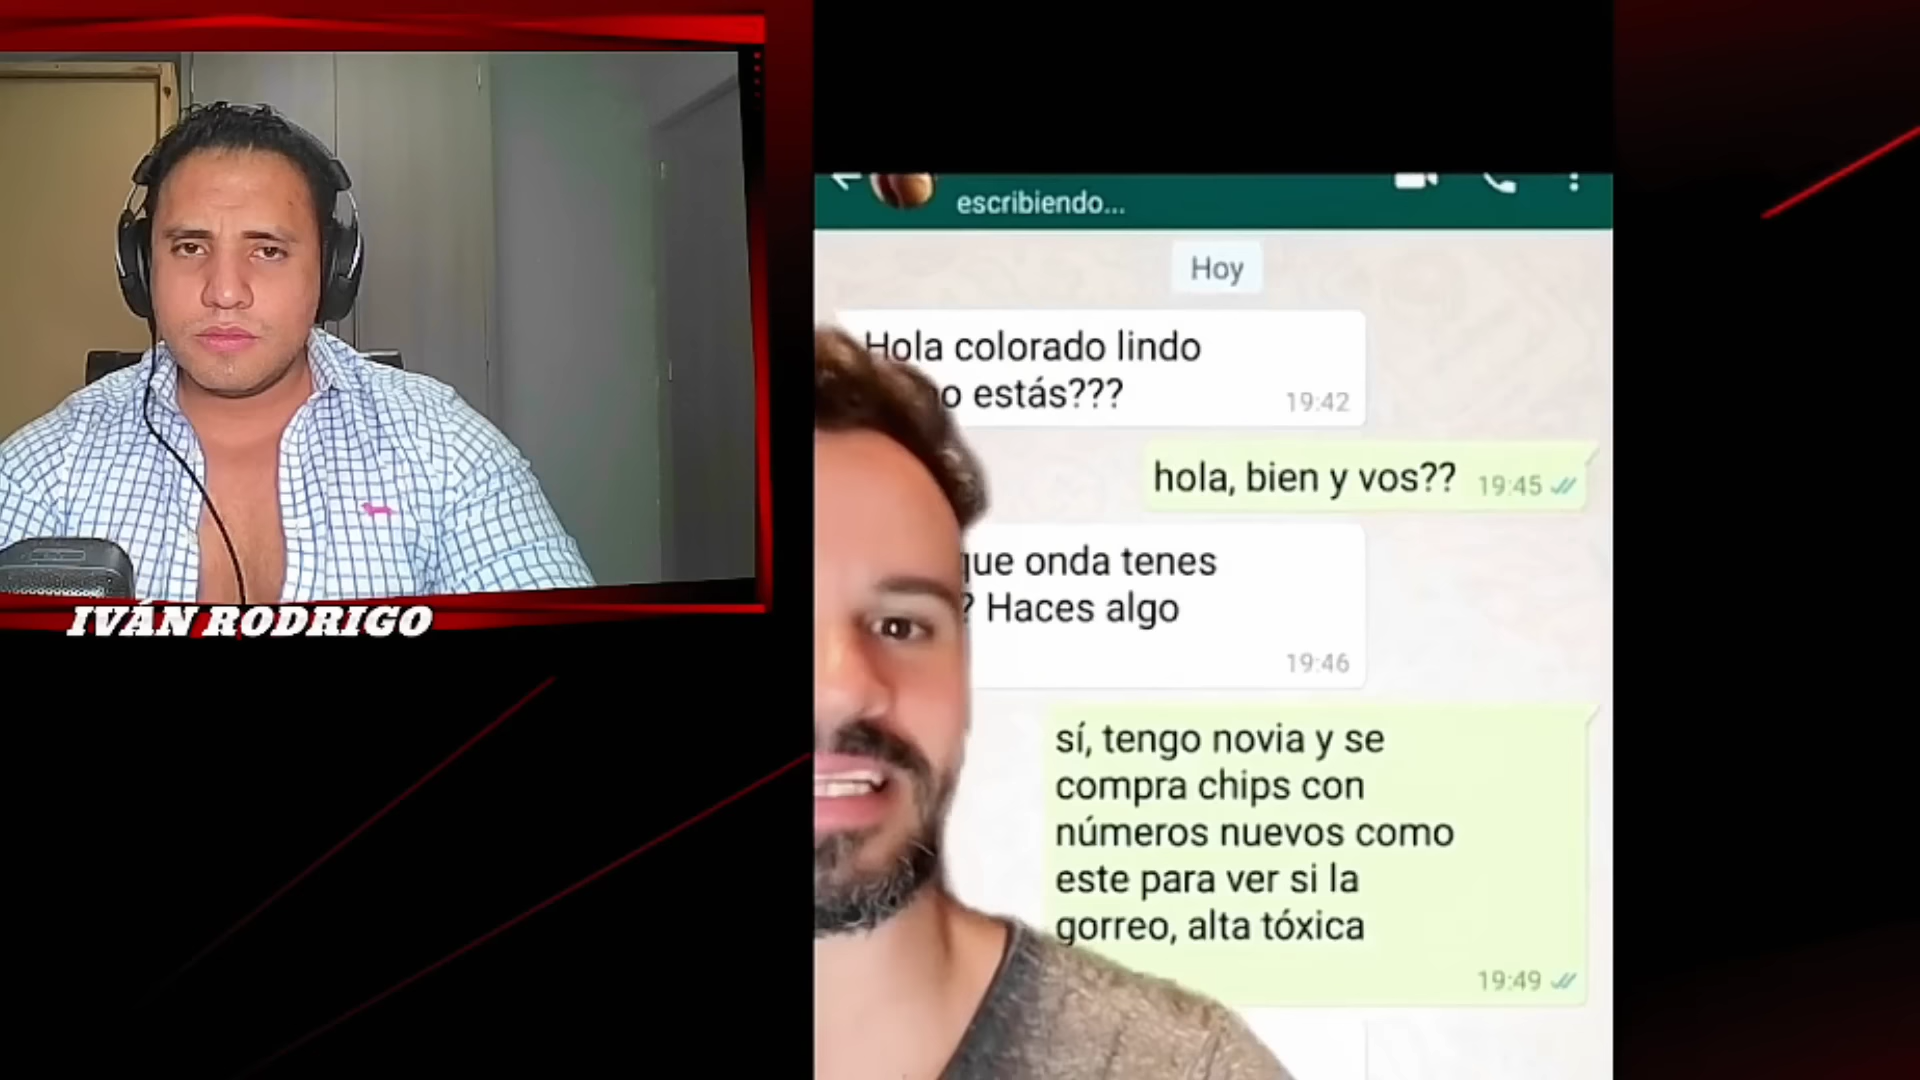 IVÁN RODRIGO
escribiendo...
Hoy
Hola colorado lindo
estás???
19:42
hola, bien y vos??
19:45
que onda tenes
? Haces algo
19:46
sí, tengo novia y se
compra chips con
números nuevos como
este para ver si la
gorreo, alta tóxica
19:49